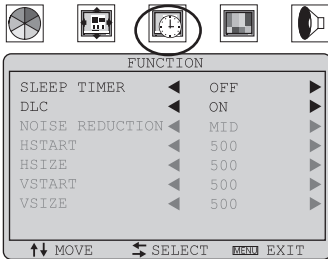 FUNCTION
SLEEP TIMER ◀ OFF ▶
DLC ◀ ON ▶
NOISE REDUCTION ◀ MID ▶
HSTART ◀ 500 ▶
HSIZE ◀ 500 ▶
VSTART ◀ 500 ▶
VSIZE ◀ 500 ▶
MOVE SELECT MENU EXIT